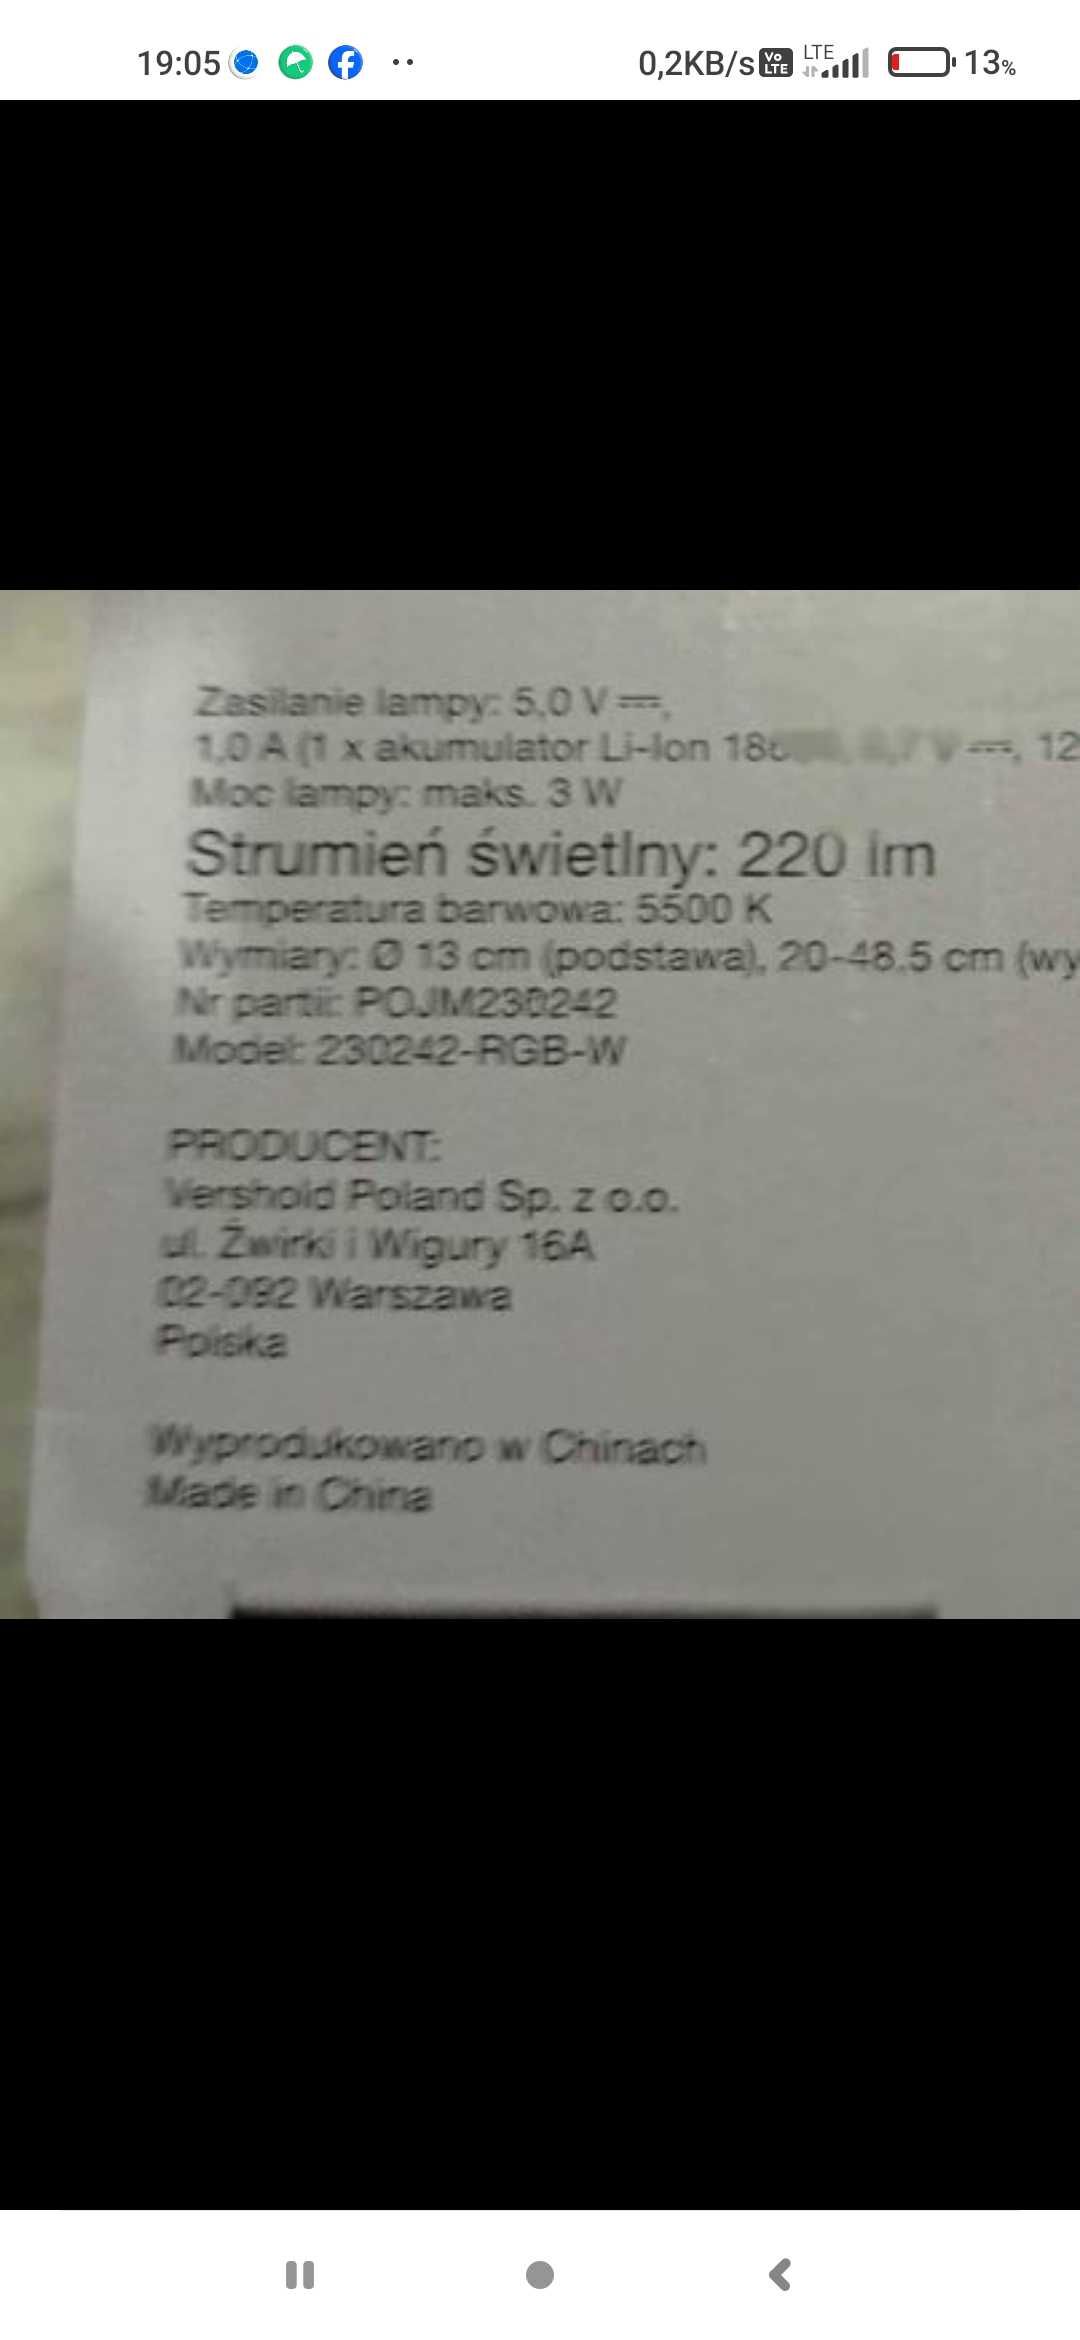 19:05 0,2KB/s Vo LTE LTE 13%
Zasilanie lampy: 5,0 V ⎓,
1,0 A (1 x akumulator Li-Ion ⎓, 12
Moc lampy: maks. 3 W
Strumień świetlny: 220 lm
Temperatura barwowa: 5500 K
Wymiary: Ø 13 cm (podstawa), 20-48,5 cm (wy
Nr partii: POJM230242
Model: 230242-RGB-W
PRODUCENT:
Vershold Poland Sp. z o.o.
ul. Żwirki i Wigury 16A
02-092 Warszawa
Polska
Wyprodukowano w Chinach
Made in China